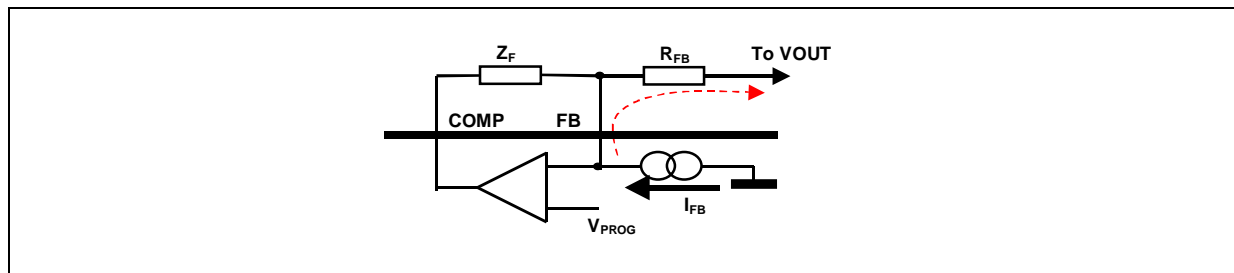 Z_F
R_FB
To VOUT
COMP
FB
I_FB
V_PROG